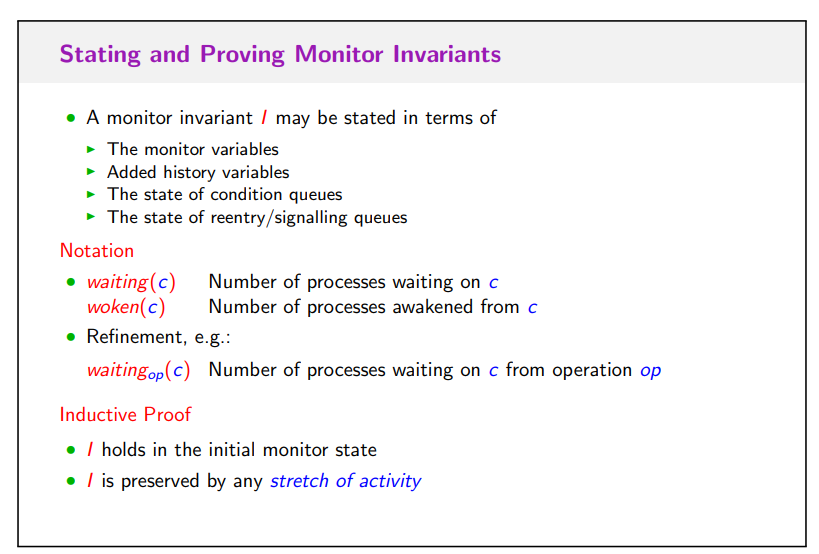 Stating and Proving Monitor Invariants
• A monitor invariant I may be stated in terms of
▶ The monitor variables
▶ Added history variables
▶ The state of condition queues
▶ The state of reentry/signalling queues
Notation
• waiting(c) Number of processes waiting on c
woken(c) Number of processes awakened from c
• Refinement, e.g.:
waiting_op(c) Number of processes waiting on c from operation op
Inductive Proof
• I holds in the initial monitor state
• I is preserved by any stretch of activity